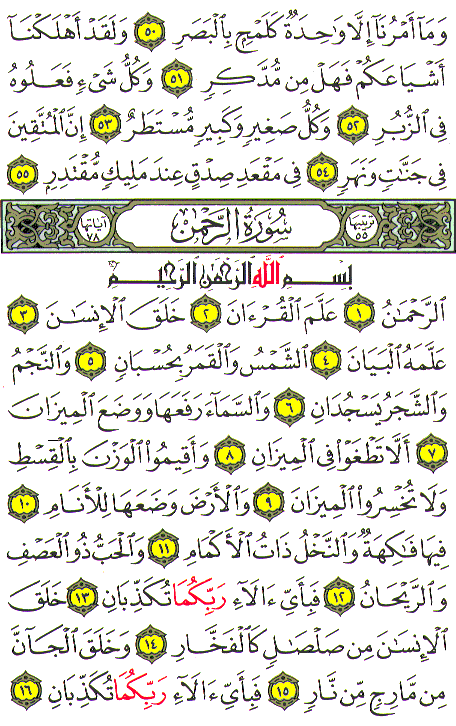 وَمَآ أَمْرُنَآ إِلَّا وَٰحِدَةٌ كَلَمْحٍۭ بِٱلْبَصَرِ ٥٠ وَلَقَدْ أَهْلَكْنَآ
أَشْيَاعَكُمْ فَهَلْ مِن مُّدَّكِرٍ ٥١ وَكُلُّ شَىْءٍ فَعَلُوهُ
فِى ٱلزُّبُرِ ٥٢ وَكُلُّ صَغِيرٍ وَكَبِيرٍ مُّسْتَطَرٌ ٥٣ إِنَّ ٱلْمُتَّقِينَ
فِى جَنَّٰتٍ وَنَهَرٍ ٥٤ فِى مَقْعَدِ صِدْقٍ عِندَ مَلِيكٍ مُّقْتَدِرٍۭ ٥٥
ترتيبها ٥٥ سُورَةُ الرَّحْمٰن آياتها ٧٨
بِسْمِ ٱللَّهِ ٱلرَّحْمَٰنِ ٱلرَّحِيمِ
ٱلرَّحْمَٰنُ ١ عَلَّمَ ٱلْقُرْءَانَ ٢ خَلَقَ ٱلْإِنسَٰنَ ٣
عَلَّمَهُ ٱلْبَيَانَ ٤ ٱلشَّمْسُ وَٱلْقَمَرُ بِحُسْبَانٍ ٥ وَٱلنَّجْمُ
وَٱلشَّجَرُ يَسْجُدَانِ ٦ وَٱلسَّمَآءَ رَفَعَهَا وَوَضَعَ ٱلْمِيزَانَ
٧ أَلَّا تَطْغَوْا۟ فِى ٱلْمِيزَانِ ٨ وَأَقِيمُوا۟ ٱلْوَزْنَ بِٱلْقِسْطِ
وَلَا تُخْسِرُوا۟ ٱلْمِيزَانَ ٩ وَٱلْأَرْضَ وَضَعَهَا لِلْأَنَامِ ١٠
فِيهَا فَٰكِهَةٌ وَٱلنَّخْلُ ذَاتُ ٱلْأَكْمَامِ ١١ وَٱلْحَبُّ ذُو ٱلْعَصْفِ
وَٱلرَّيْحَانُ ١٢ فَبِأَىِّ ءَالَآءِ رَبِّكُمَا تُكَذِّبَانِ ١٣ خَلَقَ
ٱلْإِنسَٰنَ مِن صَلْصَٰلٍ كَٱلْفَخَّارِ ١٤ وَخَلَقَ ٱلْجَآنَّ
مِن مَّارِجٍ مِّن نَّارٍ ١٥ فَبِأَىِّ ءَالَآءِ رَبِّكُمَا تُكَذِّبَانِ ١٦